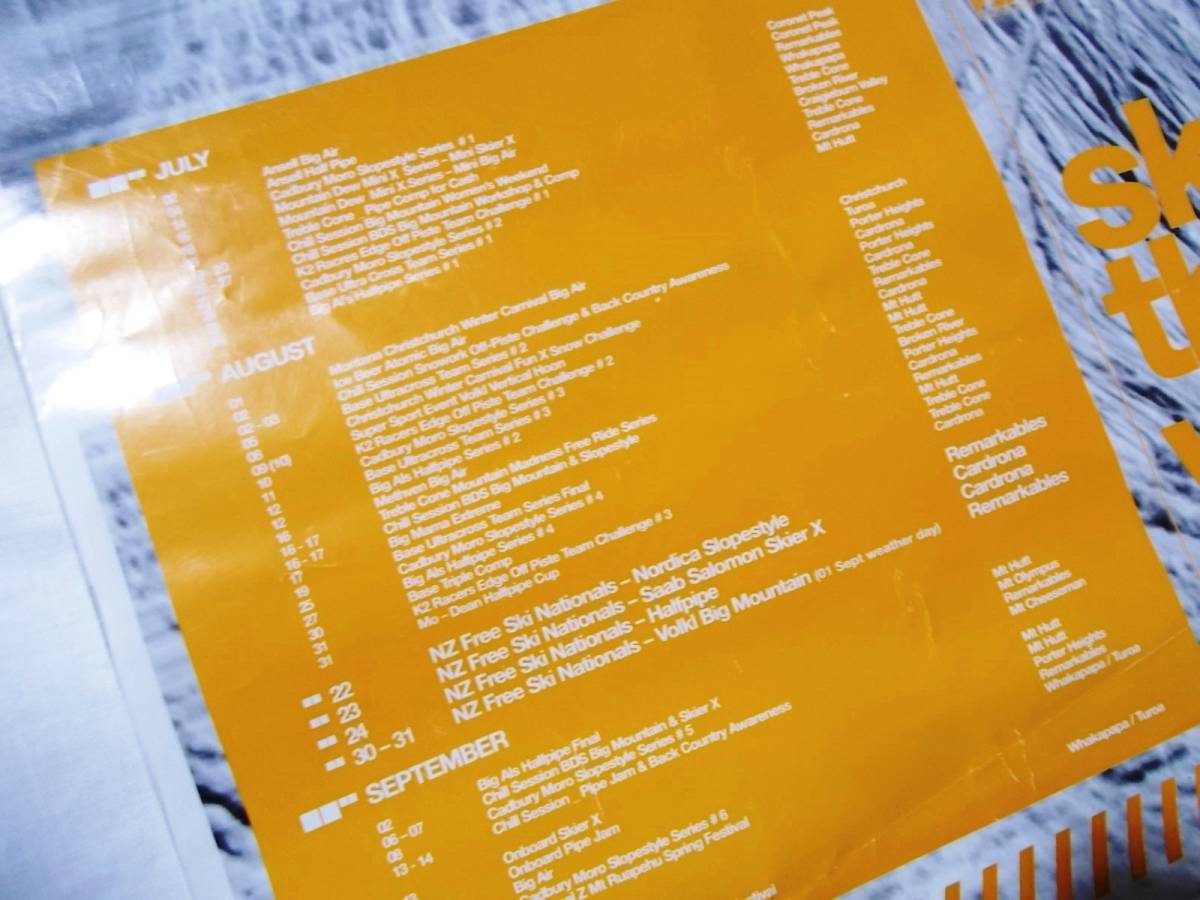 JULY
Ansell Big Air Coronet Peak
Ansell Half Pipe Coronet Peak
Cadbury Moro Slopestyle Series # 1 Remarkables
Mountain Dew Mini X Series – Mini Skier X Whakapapa
Mountain Dew Mini X Series – Mini Big Air Whakapapa
Treble Cone Pipe Comp for Cash Treble Cone
Chill Session Big Mountain Women's Weekend Broken River
Chill Session BDS Big Mountain Workshop & Comp Craigieburn Valley
K2 Racers Edge Off Piste Team Challenge # 1 Treble Cone
Cadbury Moro Slopestyle Series # 2 Remarkables
Base Ultra Cross Team Series # 1 Cardrona
Big Al's Halfpipe Series # 1 Mt Hutt
AUGUST
01 Christchurch Winter Carnival Big Air Christchurch
02 Ice Beer Atomic Big Air Turoa
02 - 03 Chill Session Snowork Off-Piste Challenge & Back Country Awareness Porter Heights
05 Base Ultracross Team Series # 2 Cardrona
08 Christchurch Winter Carnival Fun X Snow Challenge Porter Heights
09 (10) Super Sport Event Volkl Vertical Hoon Cardrona
10 K2 Racers Edge Off Piste Team Challenge # 2 Treble Cone
11 Cadbury Moro Slopestyle Series # 3 Remarkables
12 Base Ultracross Team Series # 3 Cardrona
12 Big Als Halfpipe Series # 2 Mt Hutt
16 Methven Big Air Mt Hutt
16 - 17 Treble Cone Mountain Madness Free Ride Series Treble Cone
16 - 17 Chill Session BDS Big Mountain & Slopestyle Broken River
17 Big Mama Extreme Porter Heights
19 Base Ultracross Team Series Final Cardrona
25 Cadbury Moro Slopestyle Series # 4 Remarkables
27 Big Als Halfpipe Series # 4 Mt Hutt
30 Base Triple Comp Treble Cone
31 K2 Racers Edge Off Piste Team Challenge # 3 Treble Cone
31 Mo - Dean Halfpipe Cup Cardrona
22 NZ Free Ski Nationals – Nordica Slopestyle Remarkables
23 NZ Free Ski Nationals – Saab Salomon Skier X Cardrona
24 NZ Free Ski Nationals – Halfpipe Cardrona
30 – 31 NZ Free Ski Nationals – Volkl Big Mountain (01 Sept weather day) Remarkables
SEPTEMBER
02 Big Als Halfpipe Final Mt Hutt
06 – 07 Chill Session BDS Big Mountain & Skier X Mt Olympus
08 Cadbury Moro Slopestyle Series # 5 Remarkables
13 - 14 Chill Session Pipe Jam & Back Country Awareness Mt Cheeseman
Onboard Skier X Mt Hutt
Onboard Pipe Jam Mt Hutt
Big Air Porter Heights
Cadbury Moro Slopestyle Series # 6 Remarkables
Z Mt Ruapehu Spring Festival Whakapapa / Turoa
Whakapapa / Turoa